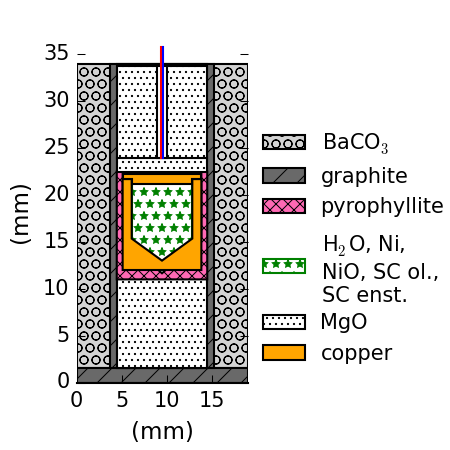 35
30
25
20
15
10
5
0
0 5 10 15
(mm)
(mm)
BaCO₃
graphite
pyrophyllite
H₂O, Ni,
NiO, SC ol.,
SC enst.
MgO
copper